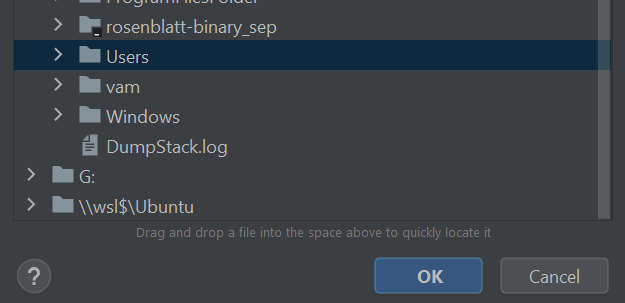 ProgramFilesFolder
rosenblatt-binary_sep
Users
vam
Windows
DumpStack.log
G:
\\wsl$\Ubuntu
Drag and drop a file into the space above to quickly locate it
?
OK
Cancel